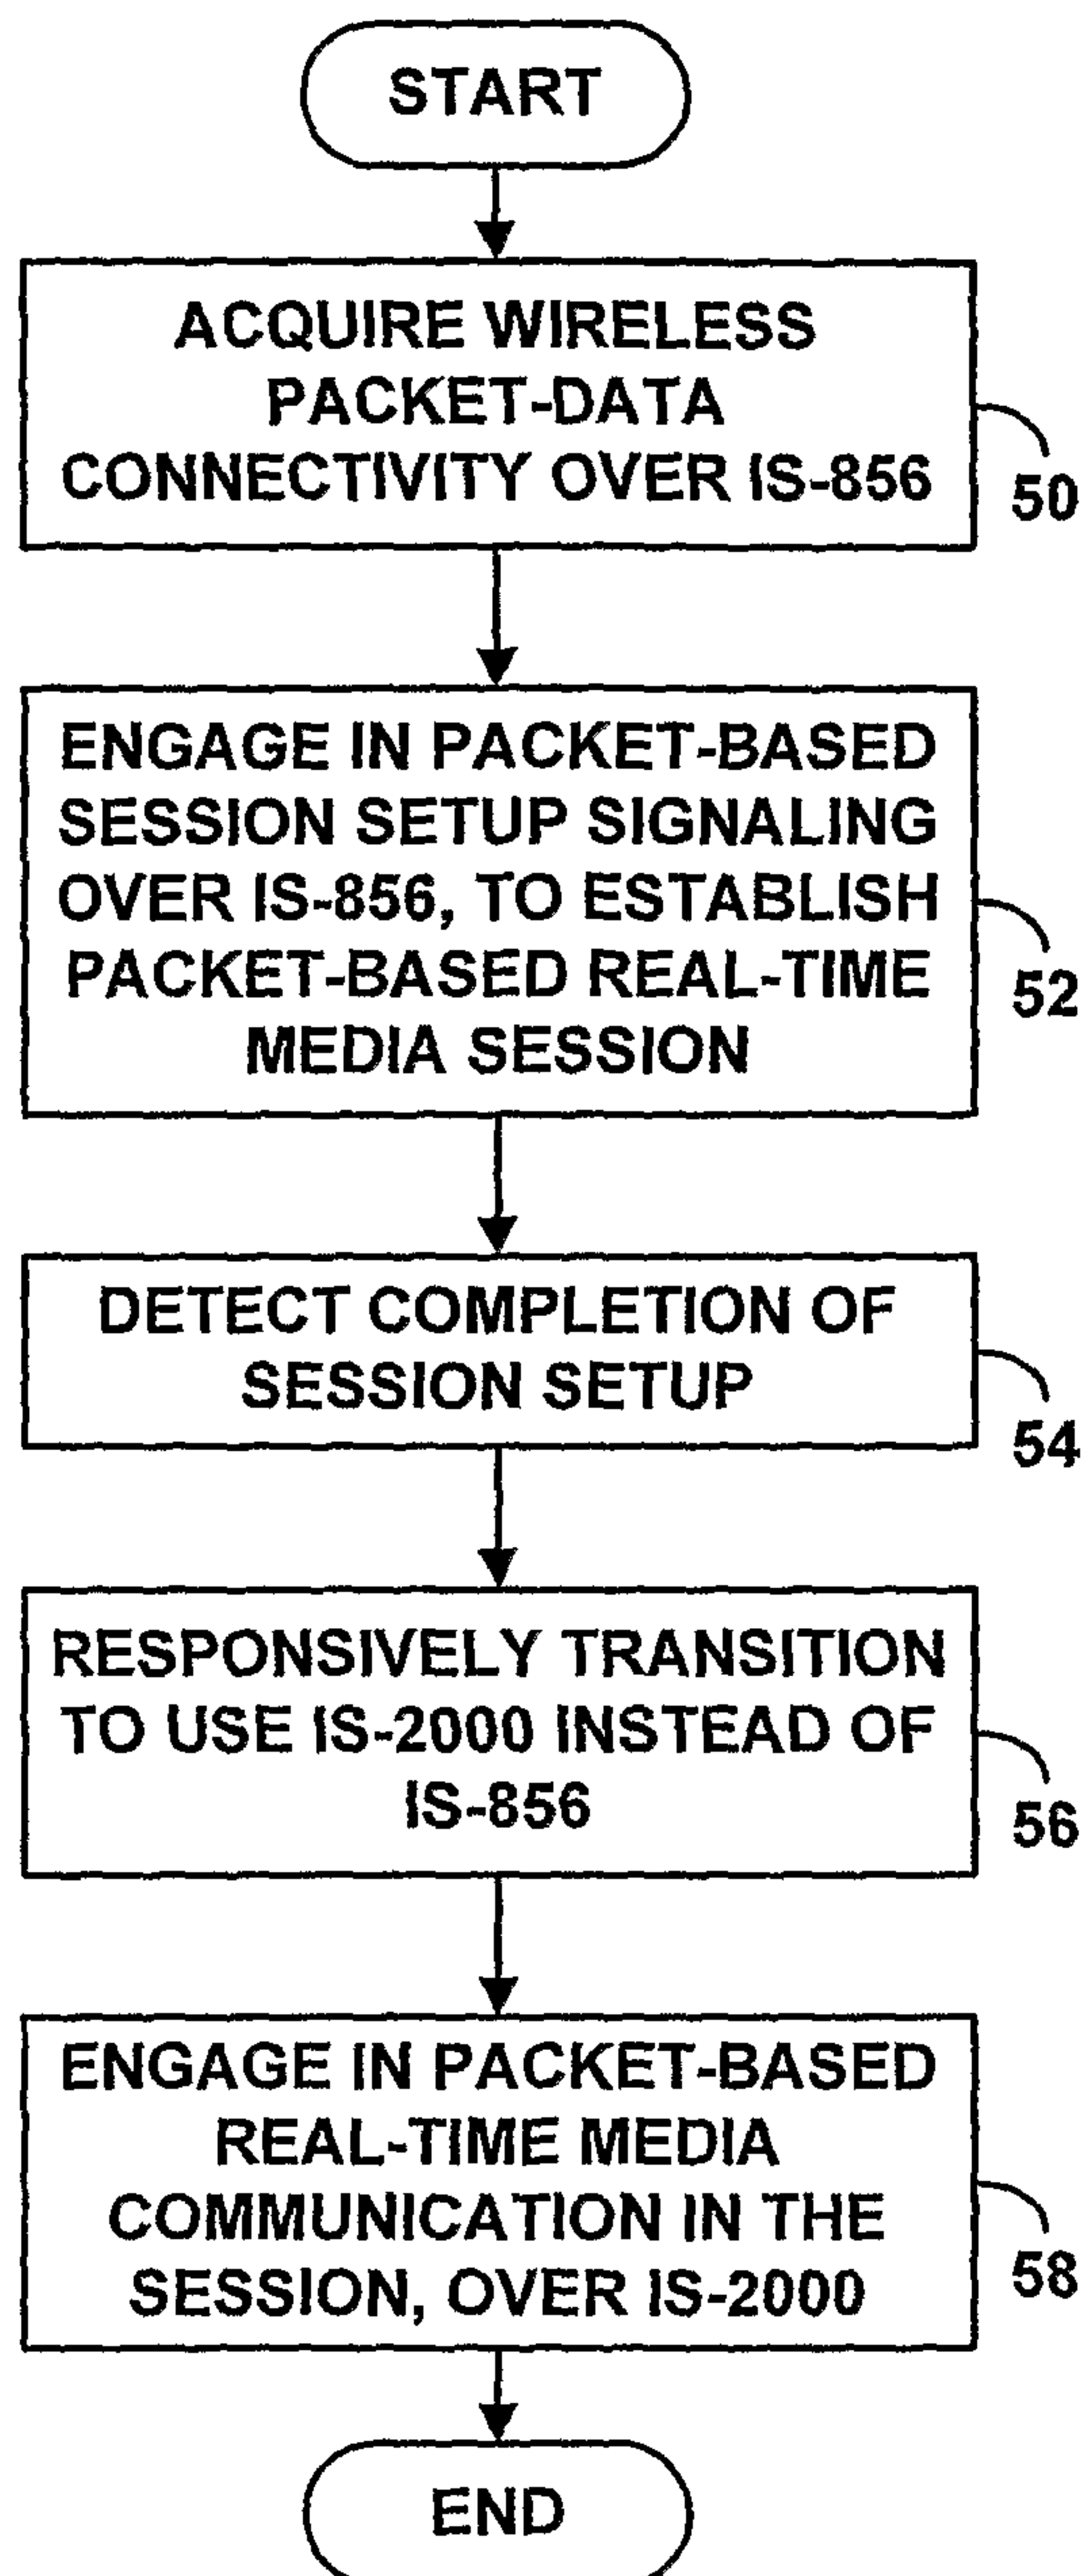 START
ACQUIRE WIRELESS
PACKET-DATA
CONNECTIVITY OVER IS-856
50
ENGAGE IN PACKET-BASED
SESSION SETUP SIGNALING
OVER IS-856, TO ESTABLISH
PACKET-BASED REAL-TIME
MEDIA SESSION
52
DETECT COMPLETION OF
SESSION SETUP
54
RESPONSIVELY TRANSITION
TO USE IS-2000 INSTEAD OF
IS-856
56
ENGAGE IN PACKET-BASED
REAL-TIME MEDIA
COMMUNICATION IN THE
SESSION, OVER IS-2000
58
END